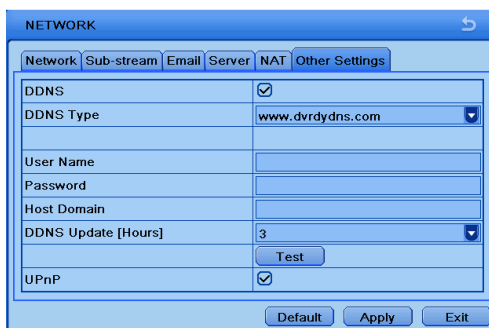 NETWORK
Network Sub-stream Email Server NAT Other Settings
DDNS
DDNS Type www.dvrdydns.com
User Name
Password
Host Domain
DDNS Update [Hours] 3
Test
UPnP
Default Apply Exit